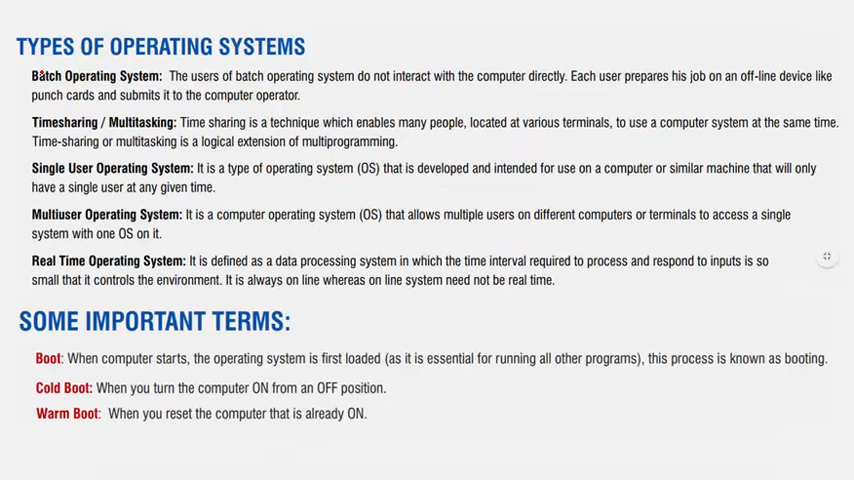 TYPES OF OPERATING SYSTEMS
Batch Operating System: The users of batch operating system do not interact with the computer directly. Each user prepares his job on an off-line device like
punch cards and submits it to the computer operator.
Timesharing / Multitasking: Time sharing is a technique which enables many people, located at various terminals, to use a computer system at the same time.
Time-sharing or multitasking is a logical extension of multiprogramming.
Single User Operating System: It is a type of operating system (OS) that is developed and intended for use on a computer or similar machine that will only
have a single user at any given time.
Multiuser Operating System: It is a computer operating system (OS) that allows multiple users on different computers or terminals to access a single
system with one OS on it.
Real Time Operating System: It is defined as a data processing system in which the time interval required to process and respond to inputs is so
small that it controls the environment. It is always on line whereas on line system need not be real time.
SOME IMPORTANT TERMS:
Boot: When computer starts, the operating system is first loaded (as it is essential for running all other programs), this process is known as booting.
Cold Boot: When you turn the computer ON from an OFF position.
Warm Boot: When you reset the computer that is already ON.